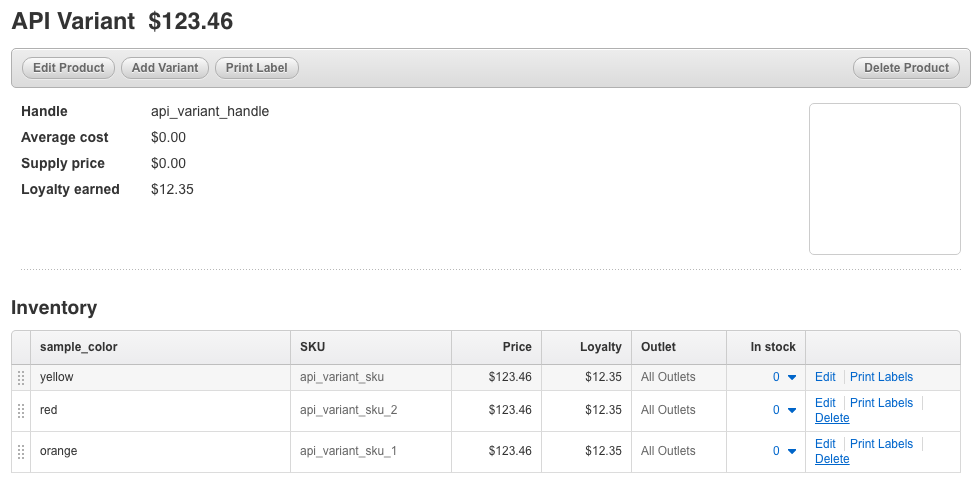 API Variant $123.46
Edit Product Add Variant Print Label Delete Product
Handle api_variant_handle
Average cost $0.00
Supply price $0.00
Loyalty earned $12.35
Inventory
sample_color SKU Price Loyalty Outlet In stock
yellow api_variant_sku $123.46 $12.35 All Outlets 0 Edit Print Labels
red api_variant_sku_2 $123.46 $12.35 All Outlets 0 Edit Print Labels
Delete
orange api_variant_sku_1 $123.46 $12.35 All Outlets 0 Edit Print Labels
Delete